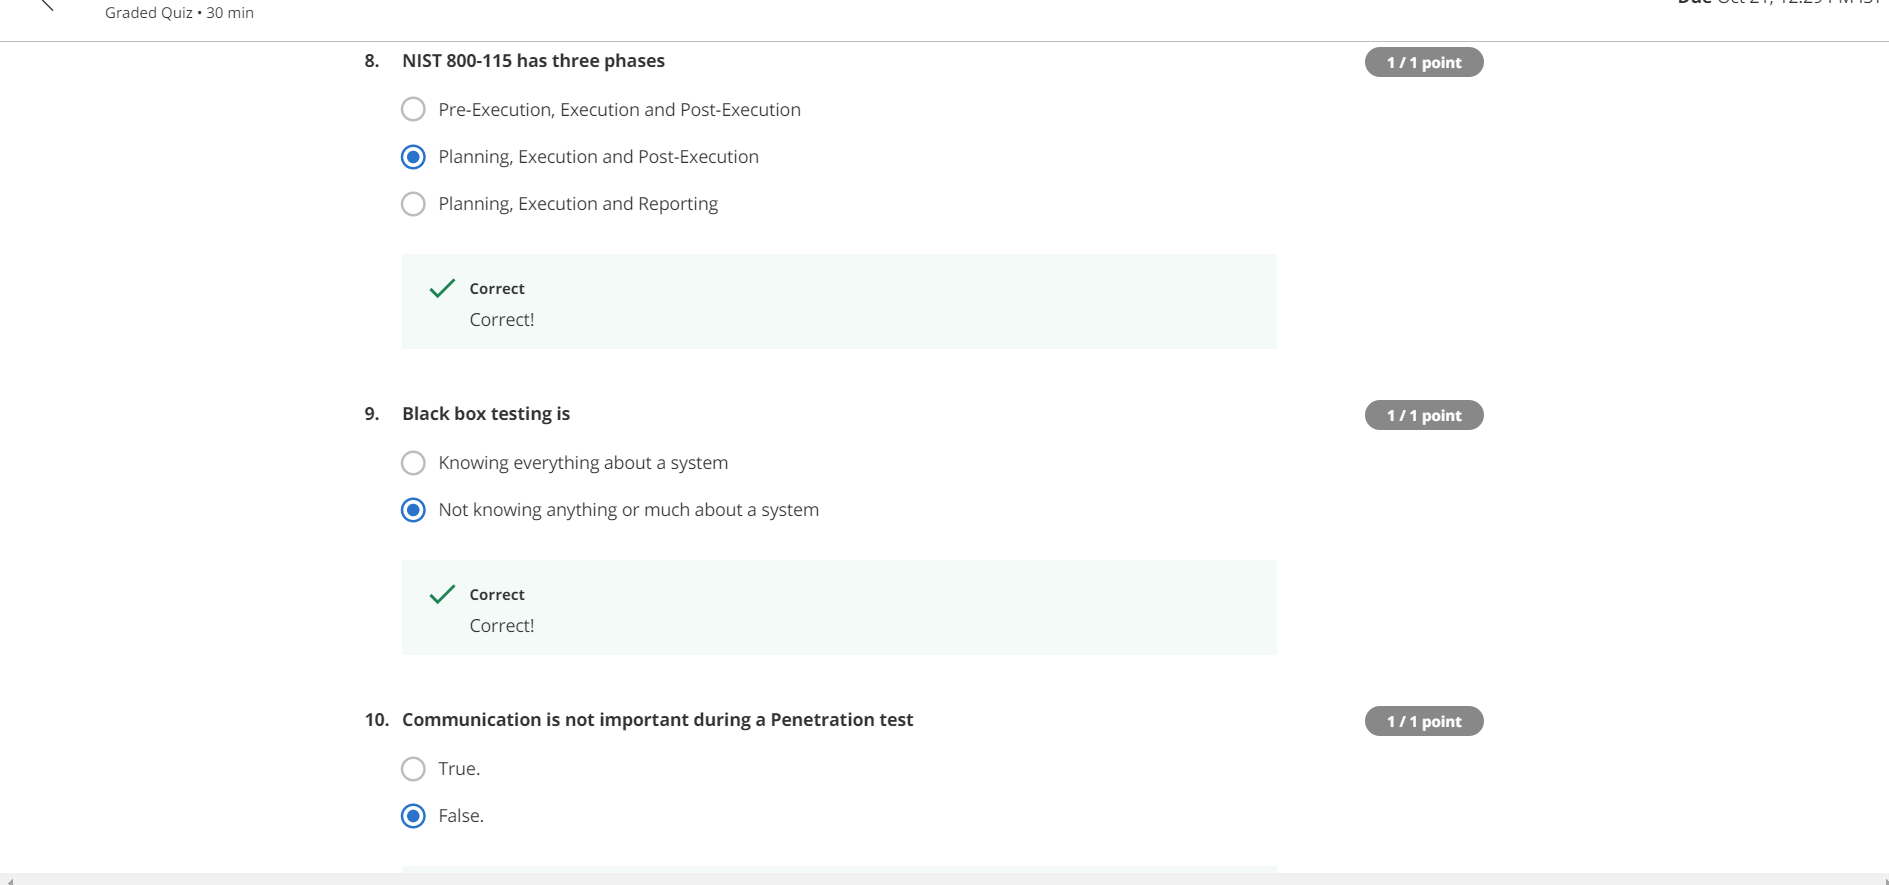 Graded Quiz • 30 min
8. NIST 800-115 has three phases
1 / 1 point
Pre-Execution, Execution and Post-Execution
Planning, Execution and Post-Execution
Planning, Execution and Reporting
Correct
Correct!
9. Black box testing is
1 / 1 point
Knowing everything about a system
Not knowing anything or much about a system
Correct
Correct!
10. Communication is not important during a Penetration test
1 / 1 point
True.
False.